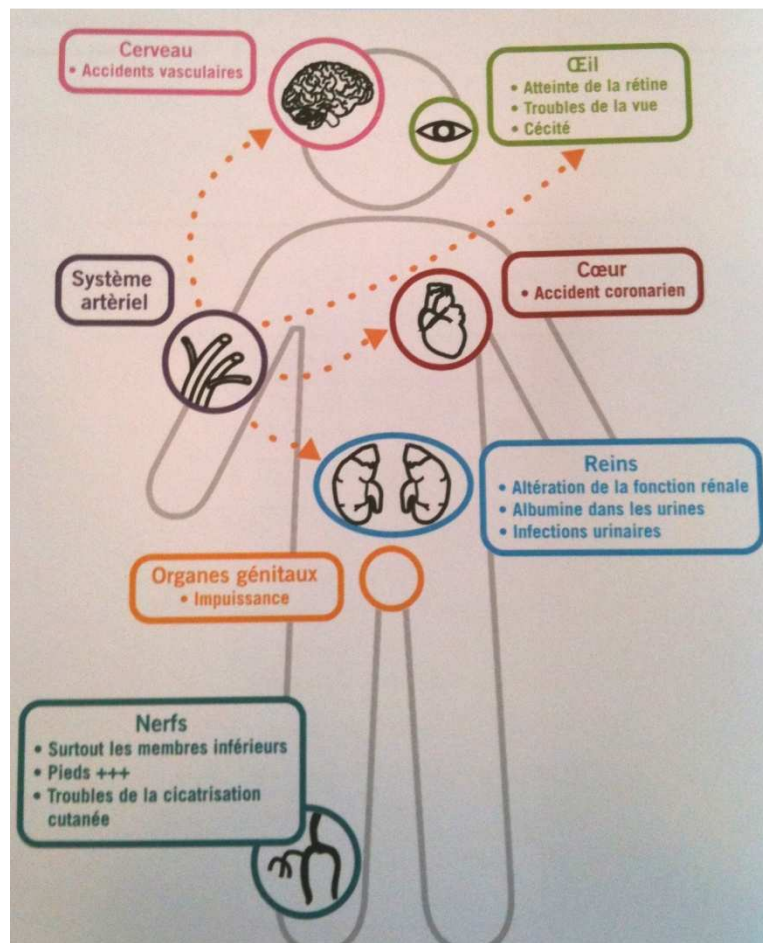 Cerveau
• Accidents vasculaires
Œil
• Atteinte de la rétine
• Troubles de la vue
• Cécité
Système
artèriel
Cœur
• Accident coronarien
Reins
• Altération de la fonction rénale
• Albumine dans les urines
• Infections urinaires
Organes génitaux
• Impuissance
Nerfs
• Surtout les membres inférieurs
• Pieds +++
• Troubles de la cicatrisation
cutanée